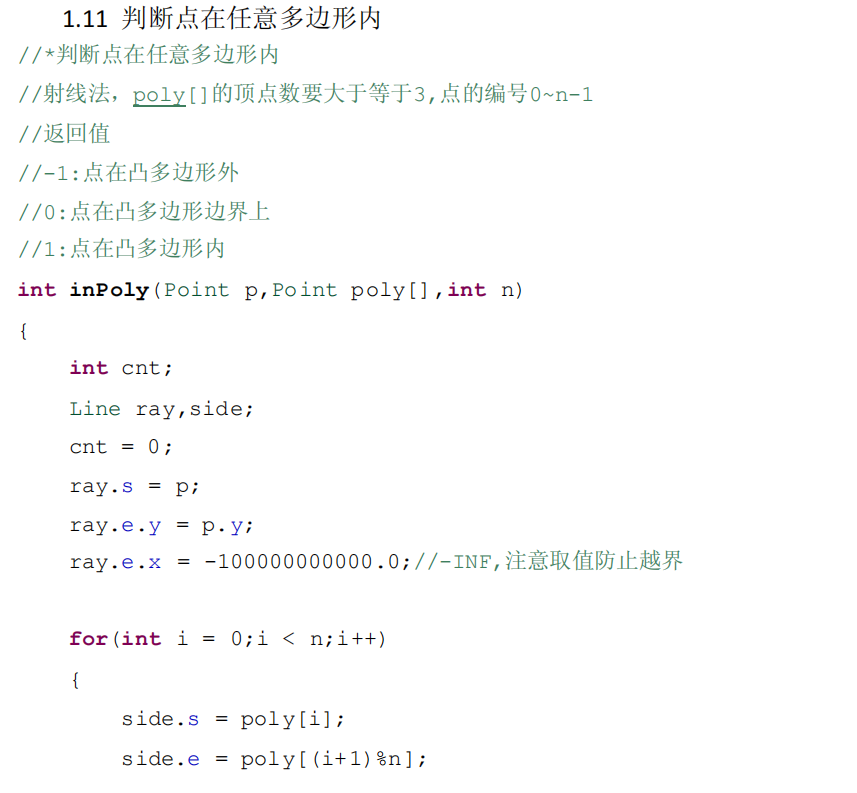 1.11 判断点在任意多边形内
//*判断点在任意多边形内
//射线法，poly[]的顶点数要大于等于3,点的编号0~n-1
//返回值
//-1:点在凸多边形外
//0:点在凸多边形边界上
//1:点在凸多边形内
int inPoly(Point p,Point poly[],int n)
{
int cnt;
Line ray,side;
cnt = 0;
ray.s = p;
ray.e.y = p.y;
ray.e.x = -100000000000.0;//-INF,注意取值防止越界
for(int i = 0;i < n;i++)
{
side.s = poly[i];
side.e = poly[(i+1)%n];